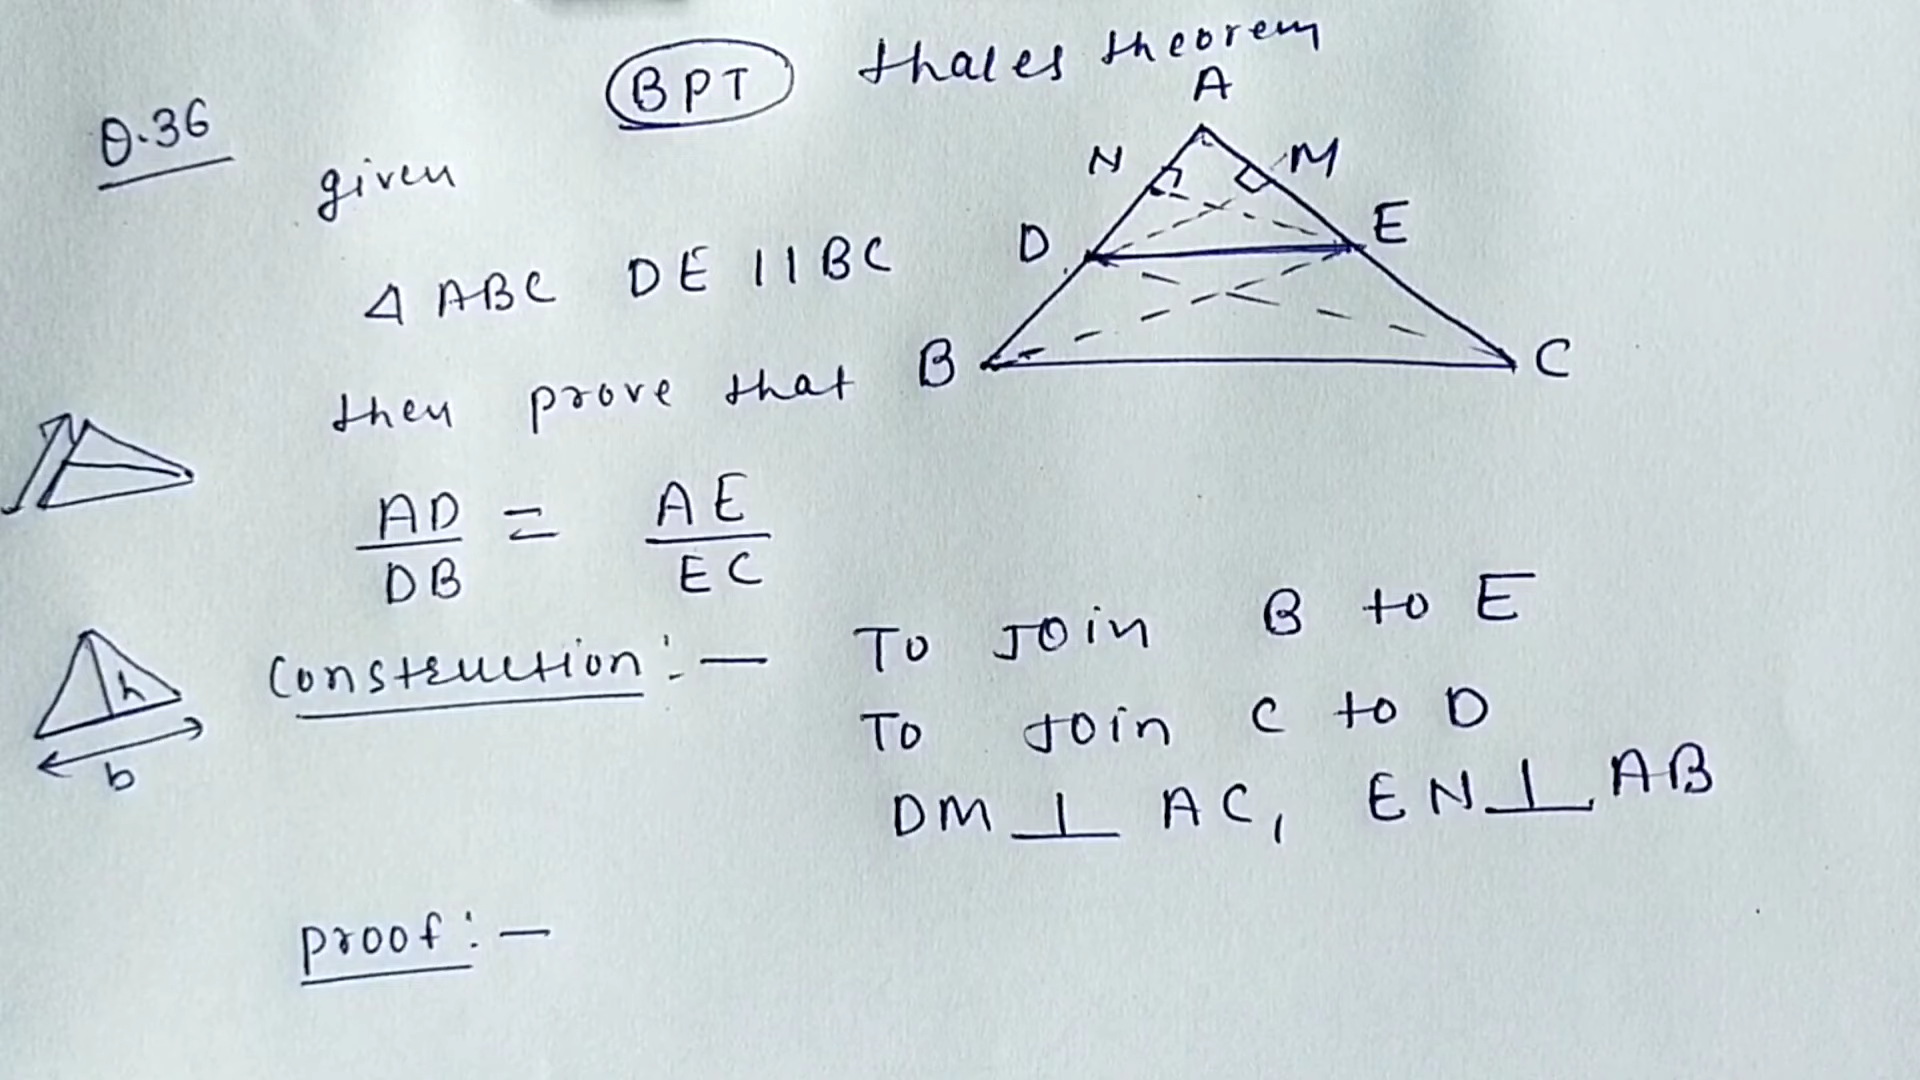 BPT thales theorem
Q.36
given
△ ABC DE || BC
then prove that
AD/DB = AE/EC
Construction :- To Join B to E
To Join C to D
DM ⊥ AC, EN ⊥ AB
proof :-
A
N
M
D
E
B
C
h
b